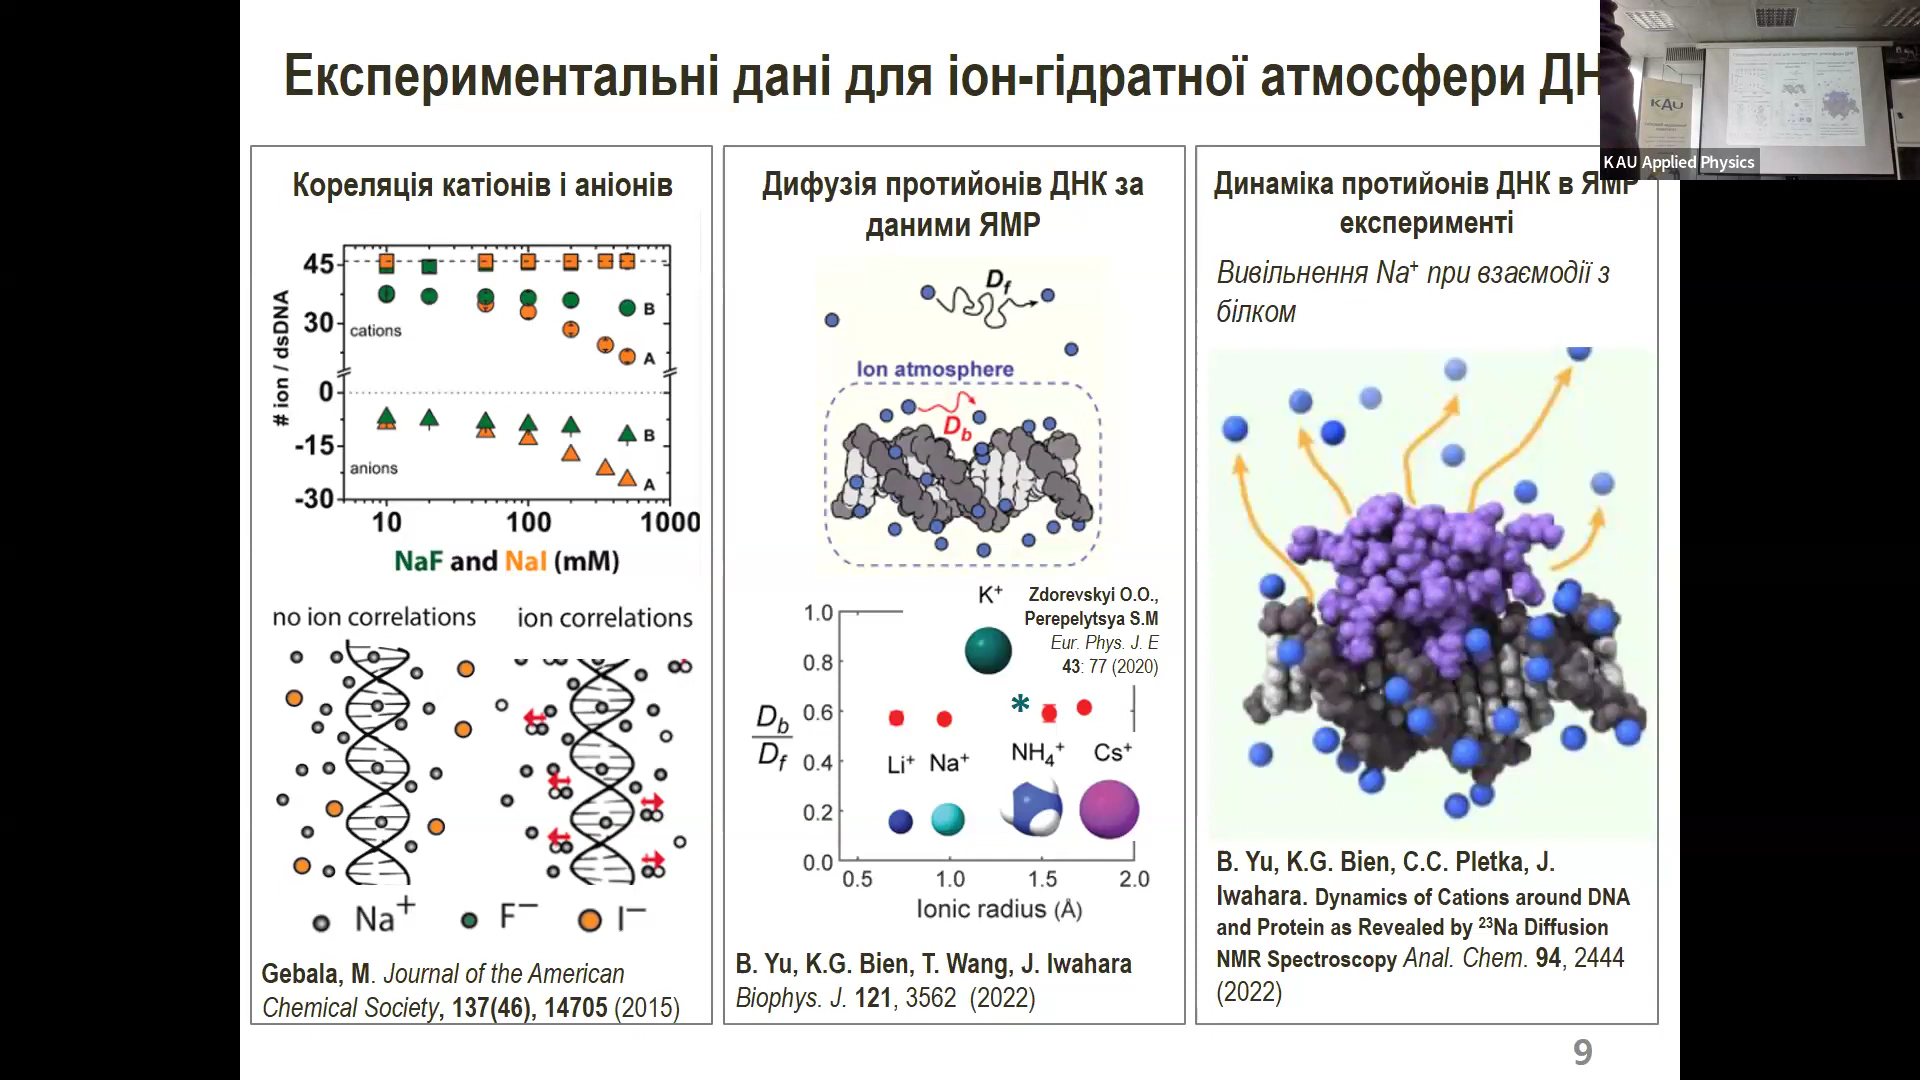 Експериментальні дані для іон-гідратної атмосфери ДН
KAU
K AU Applied Physics
Кореляція катіонів і аніонів
45
30
0
-15
-30
# ion / dsDNA
cations
anions
B
A
B
A
10
100
1000
NaF and NaI (mM)
no ion correlations
ion correlations
Na+
F−
I−
Gebala, M. Journal of the American
Chemical Society, 137(46), 14705 (2015)
Дифузія протийонів ДНК за
даними ЯМР
Df
Ion atmosphere
Db
K+
Zdorevskyi O.O.,
Perepelytsya S.M
Eur. Phys. J. E
43: 77 (2020)
1.0
0.8
0.6
0.4
0.2
0.0
Db
Df
*
Li+ Na+ NH4+ Cs+
0.5
1.0
1.5
2.0
Ionic radius (Å)
B. Yu, K.G. Bien, T. Wang, J. Iwahara
Biophys. J. 121, 3562 (2022)
Динаміка протийонів ДНК в ЯМР
експерименті
Вивільнення Na+ при взаємодії з
білком
B. Yu, K.G. Bien, C.C. Pletka, J.
Iwahara. Dynamics of Cations around DNA
and Protein as Revealed by 23Na Diffusion
NMR Spectroscopy Anal. Chem. 94, 2444
(2022)
9